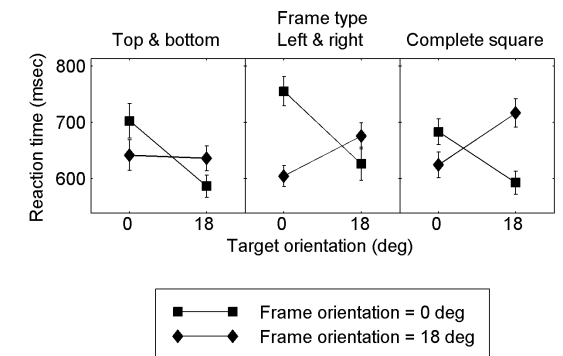 Frame type
Top & bottom
Left & right
Complete square
Reaction time (msec)
800
700
600
0
18
0
18
0
18
Target orientation (deg)
Frame orientation = 0 deg
Frame orientation = 18 deg